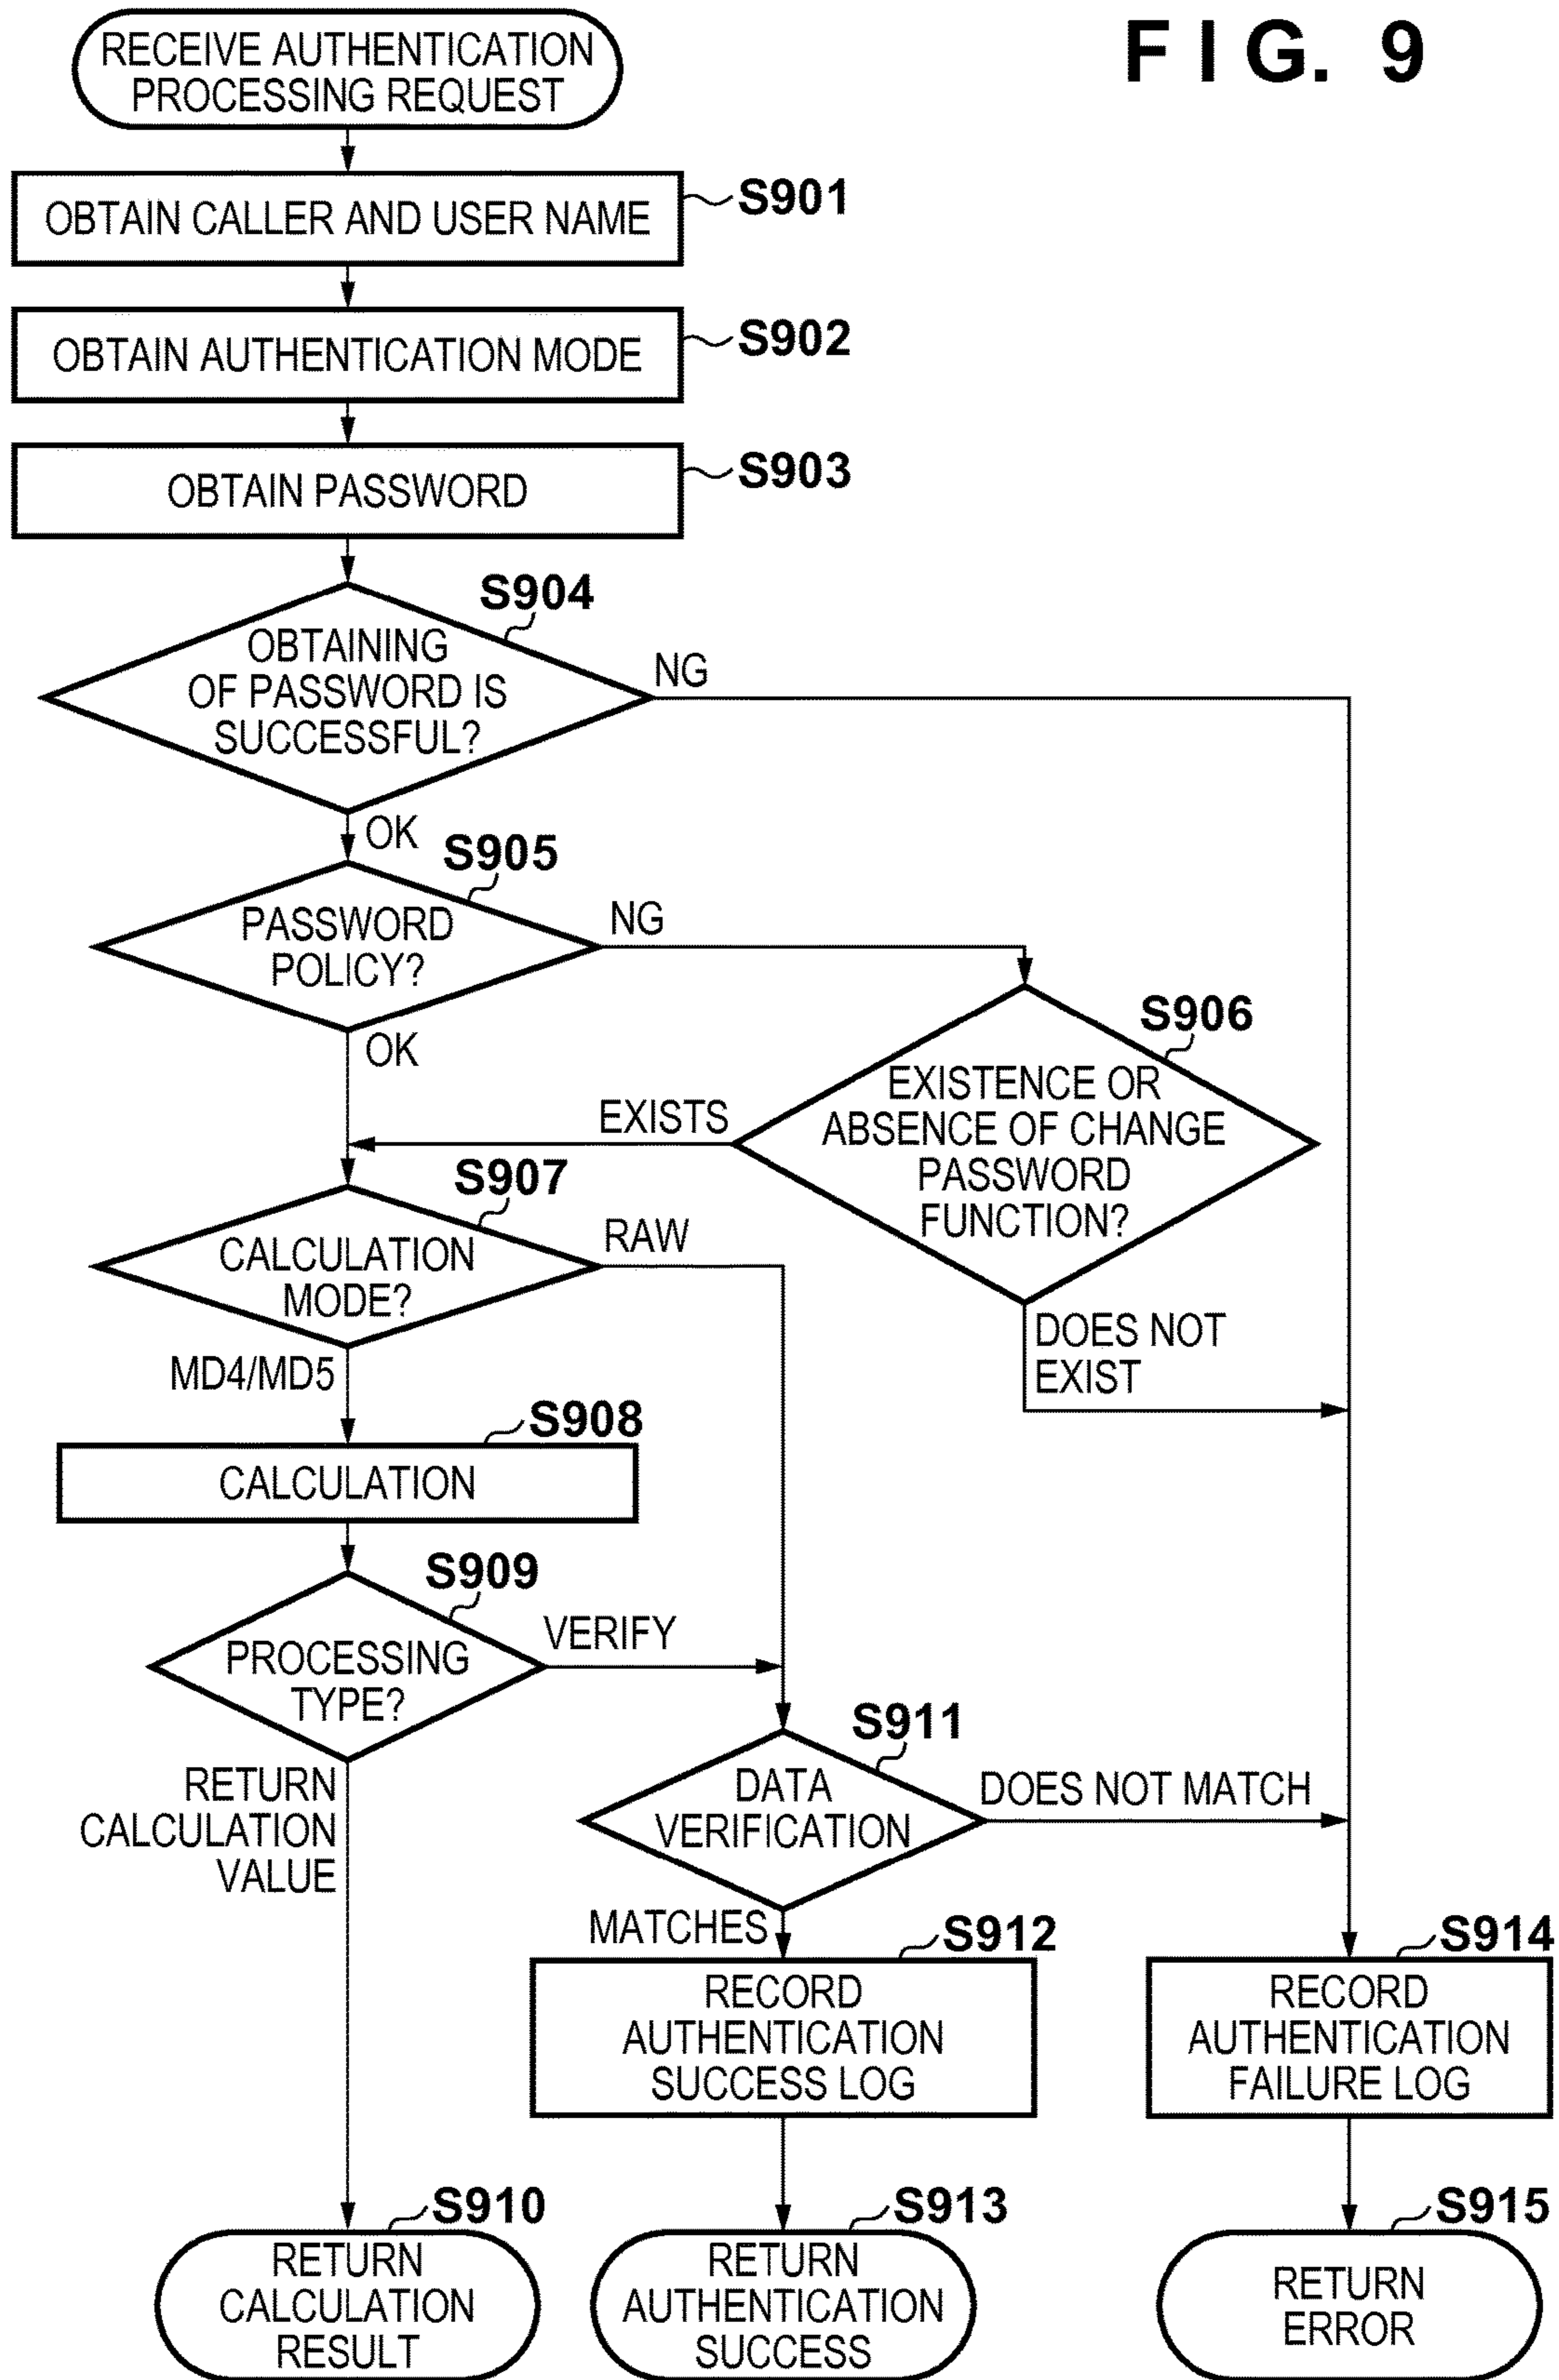 FIG. 9
RECEIVE AUTHENTICATION
PROCESSING REQUEST
OBTAIN CALLER AND USER NAME
S901
OBTAIN AUTHENTICATION MODE
S902
OBTAIN PASSWORD
S903
S904
OBTAINING
OF PASSWORD IS
SUCCESSFUL?
NG
OK
S905
PASSWORD
POLICY?
NG
OK
S906
EXISTENCE OR
ABSENCE OF CHANGE
PASSWORD
FUNCTION?
EXISTS
DOES NOT
EXIST
S907
CALCULATION
MODE?
RAW
MD4/MD5
S908
CALCULATION
S909
PROCESSING
TYPE?
VERIFY
RETURN
CALCULATION
VALUE
S911
DATA
VERIFICATION
DOES NOT MATCH
MATCHES
S912
RECORD
AUTHENTICATION
SUCCESS LOG
S914
RECORD
AUTHENTICATION
FAILURE LOG
S910
RETURN
CALCULATION
RESULT
S913
RETURN
AUTHENTICATION
SUCCESS
S915
RETURN
ERROR